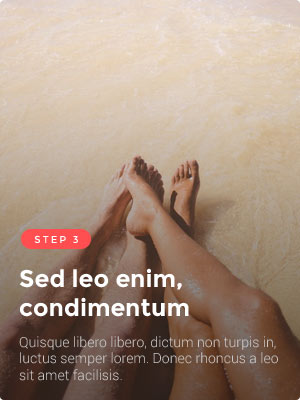 STEP 3
Sed leo enim,
condimentum
Quisque libero libero, dictum non turpis in,
luctus semper lorem. Donec rhoncus a leo
sit amet facilisis.